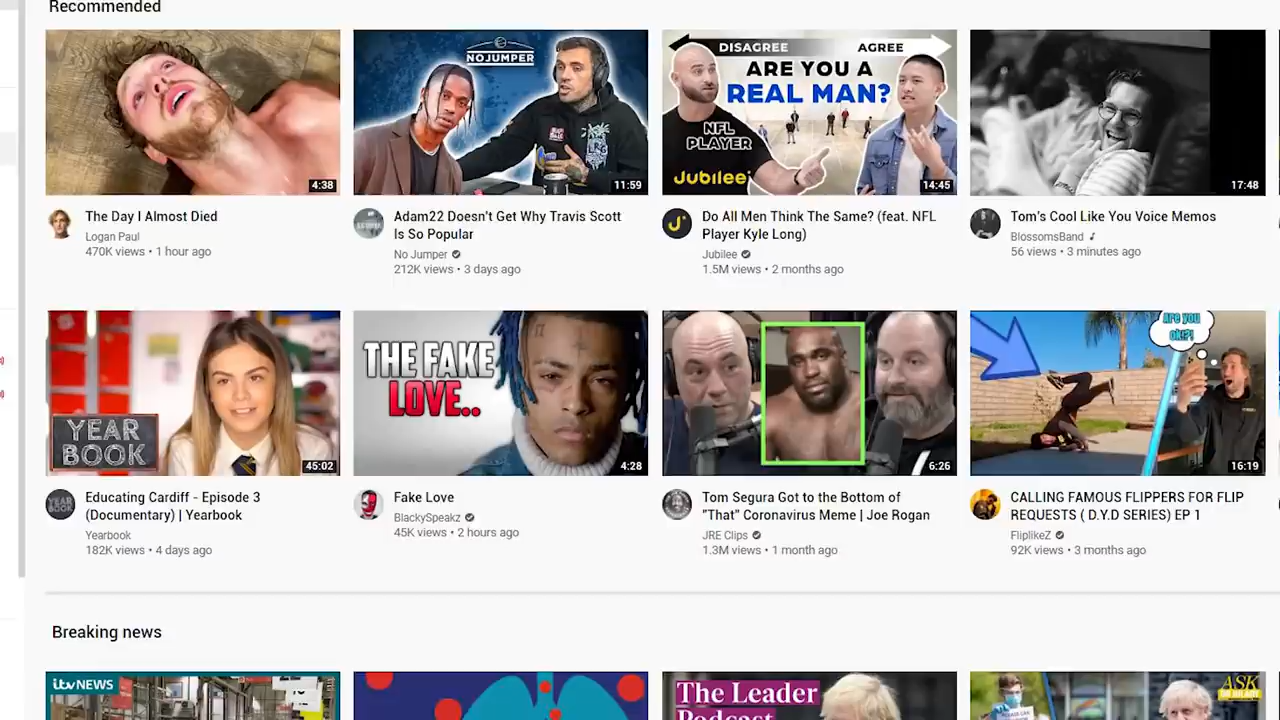 Recommended
4:38
The Day I Almost Died
Logan Paul
470K views • 1 hour ago
NOJUMPER
11:59
Adam22 Doesn't Get Why Travis Scott
Is So Popular
No Jumper
212K views • 3 days ago
DISAGREE
AGREE
ARE YOU A
REAL MAN?
NFL
PLAYER
Jubilee
14:45
Do All Men Think The Same? (feat. NFL
Player Kyle Long)
Jubilee
1.5M views • 2 months ago
17:48
Tom's Cool Like You Voice Memos
BlossomsBand
56 views • 3 minutes ago
YEAR
BOOK
45:02
Educating Cardiff - Episode 3
(Documentary) | Yearbook
Yearbook
182K views • 4 days ago
THE FAKE
LOVE..
4:28
Fake Love
BlackySpeakz
45K views • 2 hours ago
6:26
Tom Segura Got to the Bottom of
"That" Coronavirus Meme | Joe Rogan
JRE Clips
1.3M views • 1 month ago
Are you
ok!?!
16:19
CALLING FAMOUS FLIPPERS FOR FLIP
REQUESTS ( D.Y.D SERIES) EP 1
FliplikeZ
92K views • 3 months ago
Breaking news
itv NEWS
The Leader
Podcast
ASK